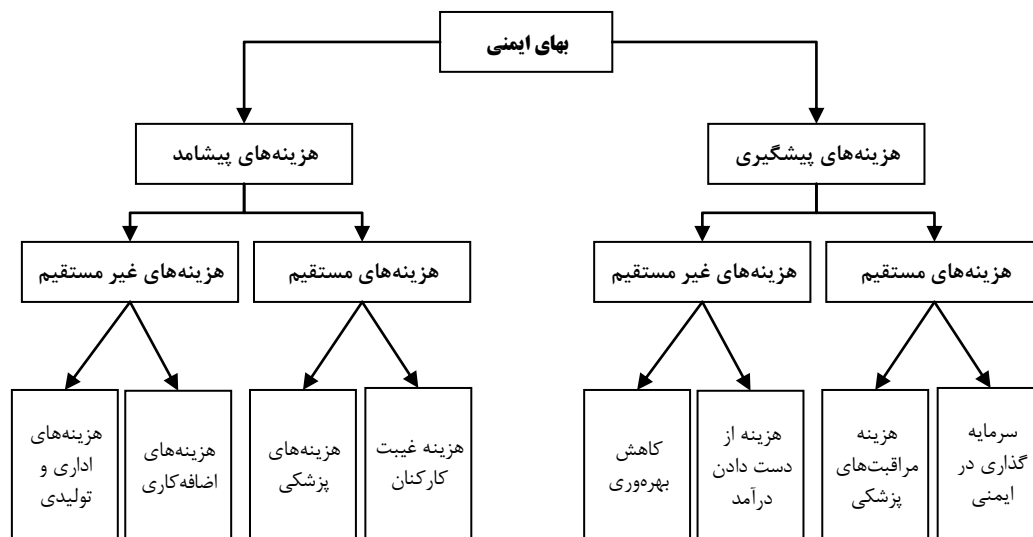 بهای ایمنی
هزینه‌های پیشگیری
هزینه‌های پیشامد
هزینه‌های مستقیم
هزینه‌های غیر مستقیم
هزینه‌های مستقیم
هزینه‌های غیر مستقیم
سرمایه
گذاری در
ایمنی
هزینه
مراقبت‌های
پزشکی
هزینه از
دست دادن
درآمد
کاهش
بهره‌وری
هزینه غیبت
کارکنان
هزینه‌های
پزشکی
هزینه‌های
اضافه‌کاری
هزینه‌های
اداری و
تولیدی